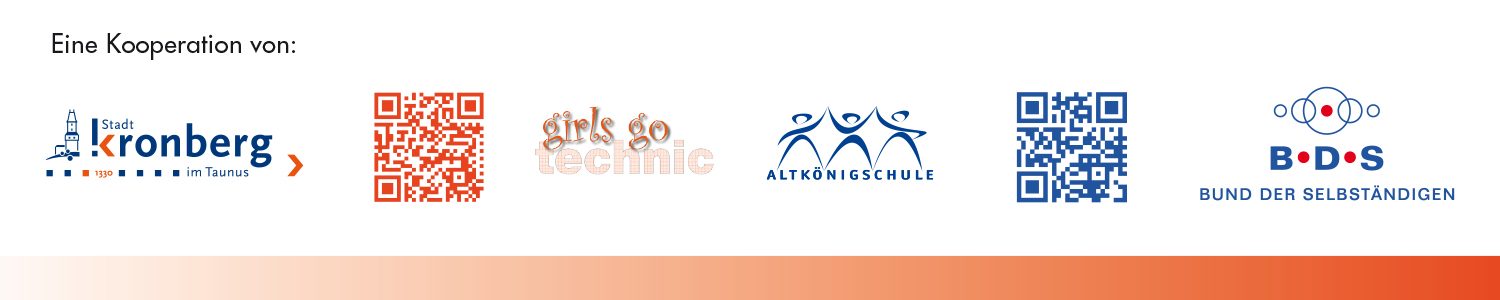 Eine Kooperation von:
Stadt
kronberg
1330 im Taunus
girls go
technic
ALTKÖNIGSCHULE
B•D•S
BUND DER SELBSTÄNDIGEN